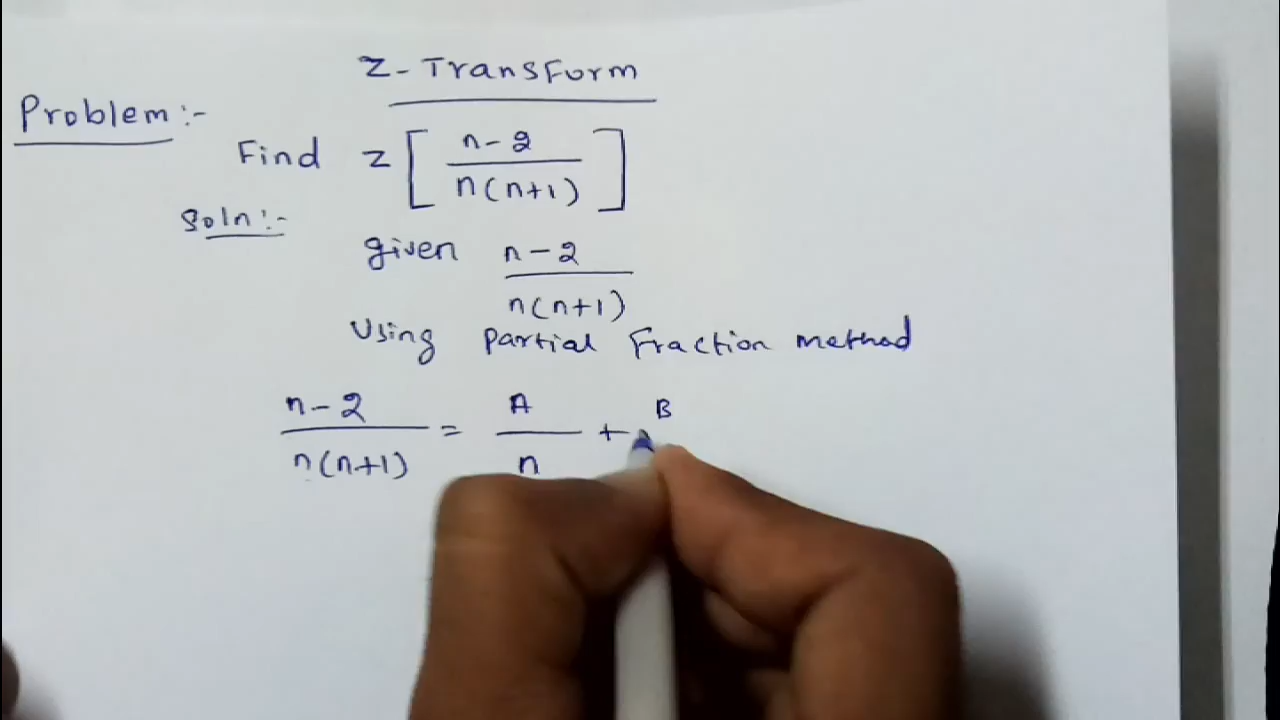 Z-Transform
Problem:-
Find z [ n-2 / n(n+1) ]
Soln:-
given n-2 / n(n+1)
Using Partial Fraction method
n-2 / n(n+1) = A / n + B